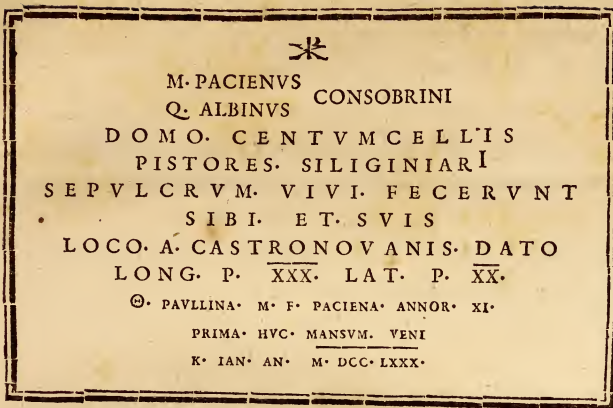 M· PACIENVS
Q. ALBINVS CONSOBRINI
DOMO· CENTVMCELLIS
PISTORES· SILIGINIARI
SEPVLCRVM· VIVI· FECERVNT
SIBI· ET· SVIS
LOCO· A· CASTRONOVANIS· DATO
LONG· P· XXX· LAT· P· XX·
Θ· PAVLLINA· M· F· PACIENA· ANNOR· XI·
PRIMA· HVC· MANSVM· VENI
K· IAN· AN· M· DCC· LXXX·